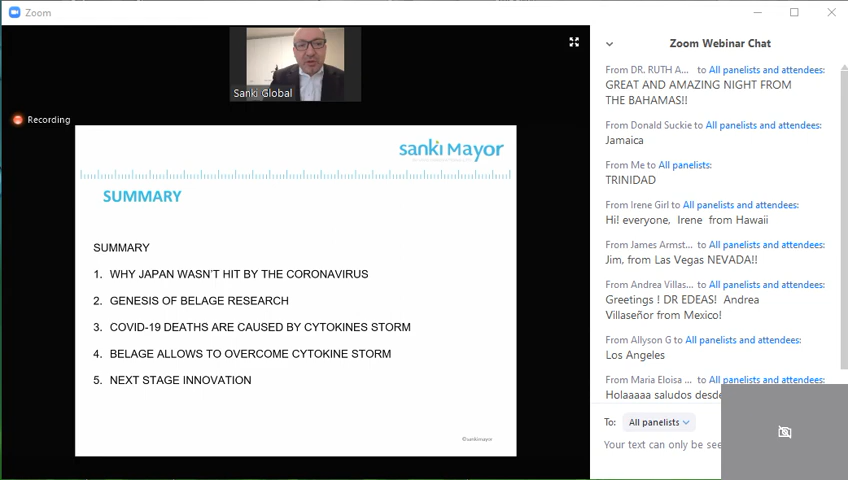 Zoom
Sanki Global
Recording
sanki Mayor
SUMMARY
SUMMARY
1. WHY JAPAN WASN'T HIT BY THE CORONAVIRUS
2. GENESIS OF BELAGE RESEARCH
3. COVID-19 DEATHS ARE CAUSED BY CYTOKINES STORM
4. BELAGE ALLOWS TO OVERCOME CYTOKINE STORM
5. NEXT STAGE INNOVATION
©sankimayor
Zoom Webinar Chat
From DR. RUTH A... to All panelists and attendees:
GREAT AND AMAZING NIGHT FROM
THE BAHAMAS!!
From Donald Suckie to All panelists and attendees:
Jamaica
From Me to All panelists:
TRINIDAD
From Irene Girl to All panelists and attendees:
Hi! everyone, Irene from Hawaii
From James Armst... to All panelists and attendees:
Jim, from Las Vegas NEVADA!!
From Andrea Villas... to All panelists and attendees:
Greetings ! DR EDEAS! Andrea
Villaseñor from Mexico!
From Allyson G to All panelists and attendees:
Los Angeles
From Maria Eloisa ... to All panelists and attendees:
Holaaaaa saludos desde
To: All panelists
Your text can only be see